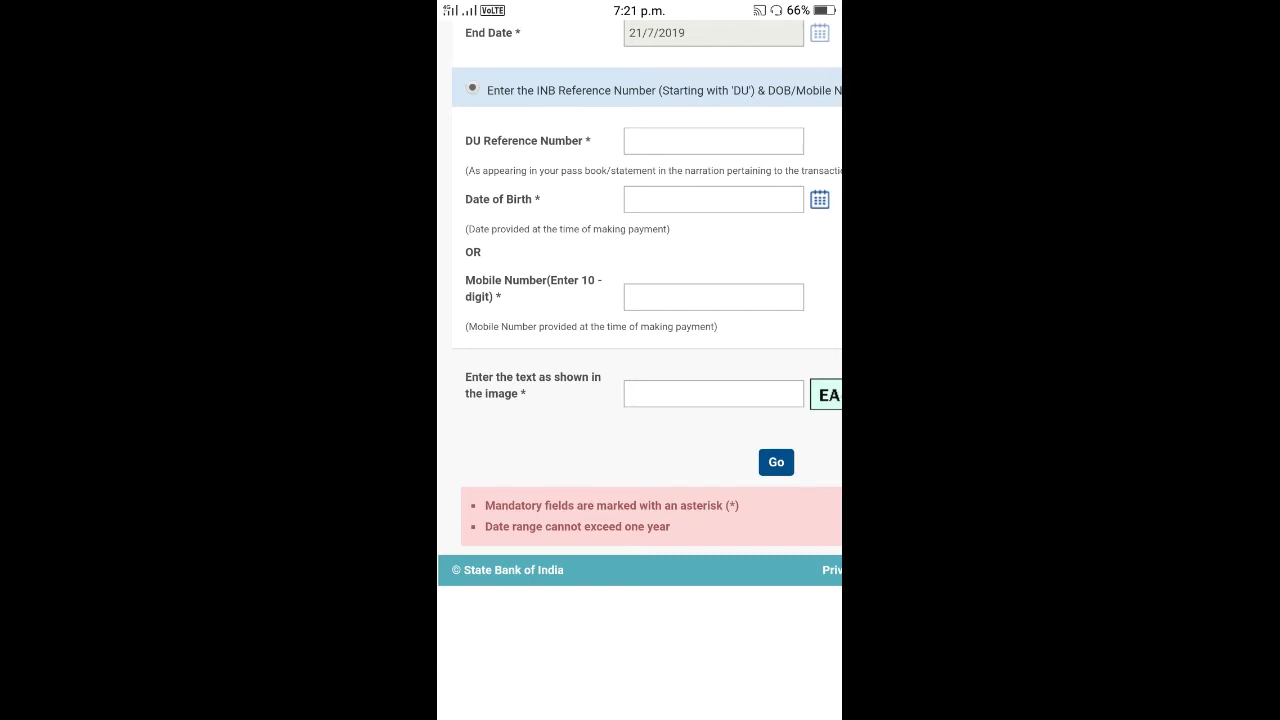 4G VoLTE 7:21 p.m. 66%
End Date * 21/7/2019
Enter the INB Reference Number (Starting with 'DU') & DOB/Mobile N
DU Reference Number *
(As appearing in your pass book/statement in the narration pertaining to the transacti
Date of Birth *
(Date provided at the time of making payment)
OR
Mobile Number(Enter 10 -
digit) *
(Mobile Number provided at the time of making payment)
Enter the text as shown in
the image *
EA
Go
Mandatory fields are marked with an asterisk (*)
Date range cannot exceed one year
© State Bank of India Priv